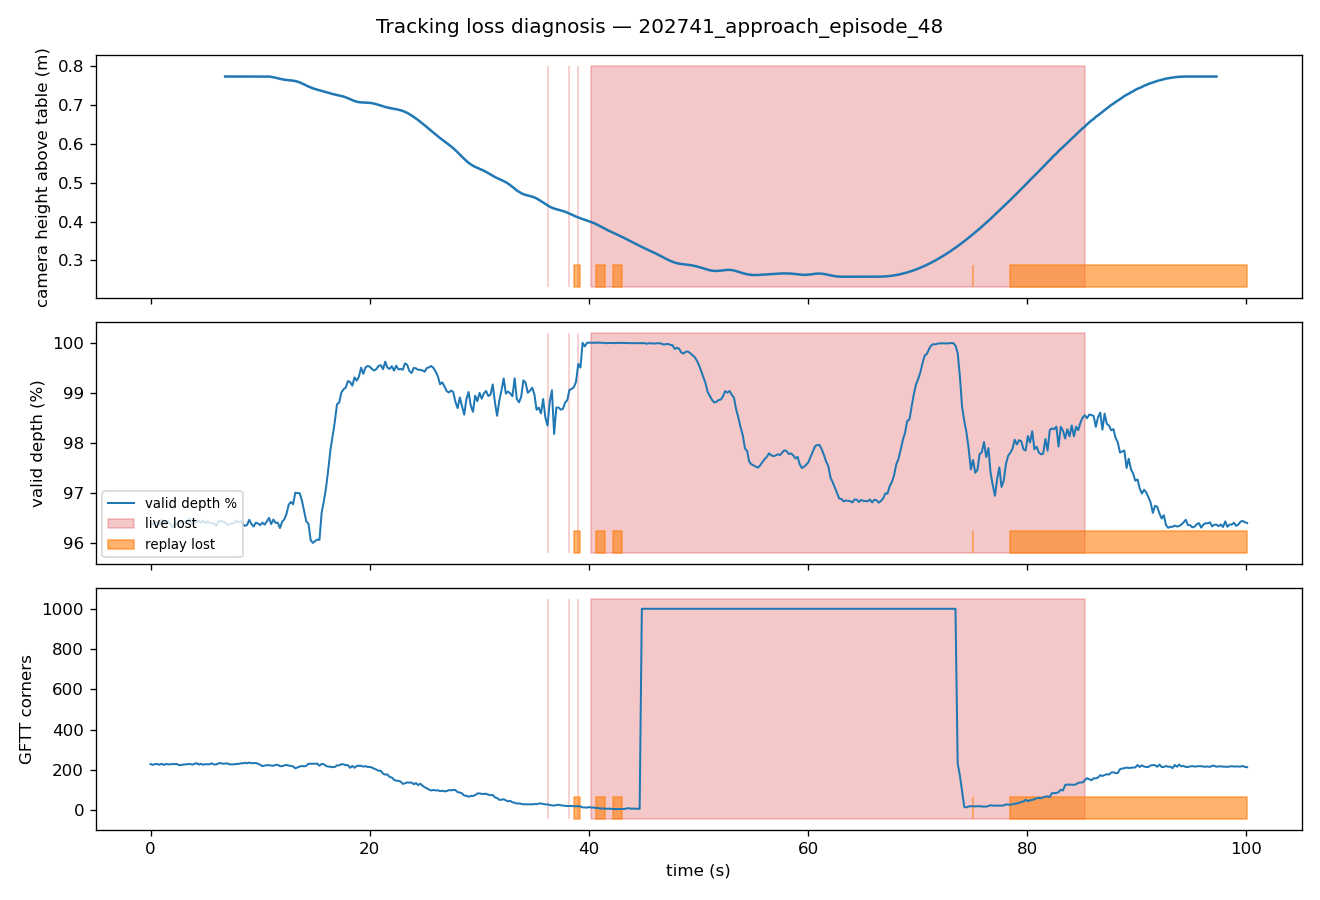 Tracking loss diagnosis — 202741_approach_episode_48
camera height above table (m)
0.8
0.7
0.6
0.5
0.4
0.3
valid depth (%)
100
99
98
97
96
valid depth %
live lost
replay lost
GFTT corners
1000
800
600
400
200
0
0 20 40 60 80 100
time (s)